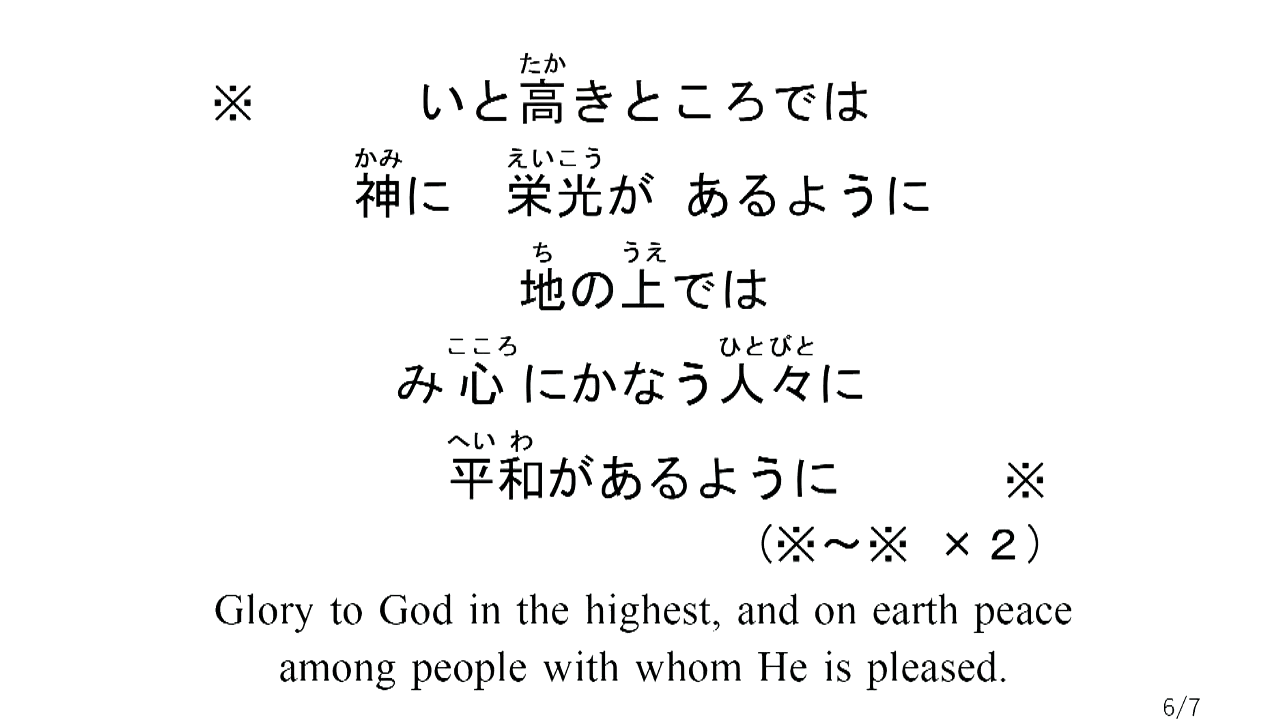 ※ いと高きところでは
神に 栄光が あるように
地の上では
み心にかなう人々に
平和があるように ※
(※~※ ×2)
Glory to God in the highest, and on earth peace
among people with whom He is pleased.
6/7